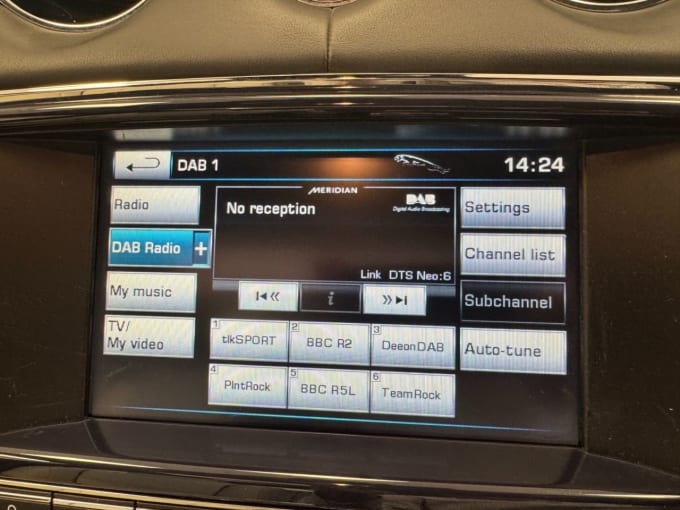 DAB 1
14:24
Radio
DAB Radio +
My music
TV/
My video
MERIDIAN
No reception
DAB
Digital Audio Broadcasting
Link DTS Neo:6
i
Settings
Channel list
Subchannel
Auto-tune
1 tlkSPORT
2 BBC R2
3 DeeonDAB
4 PlntRock
5 BBC R5L
6 TeamRock